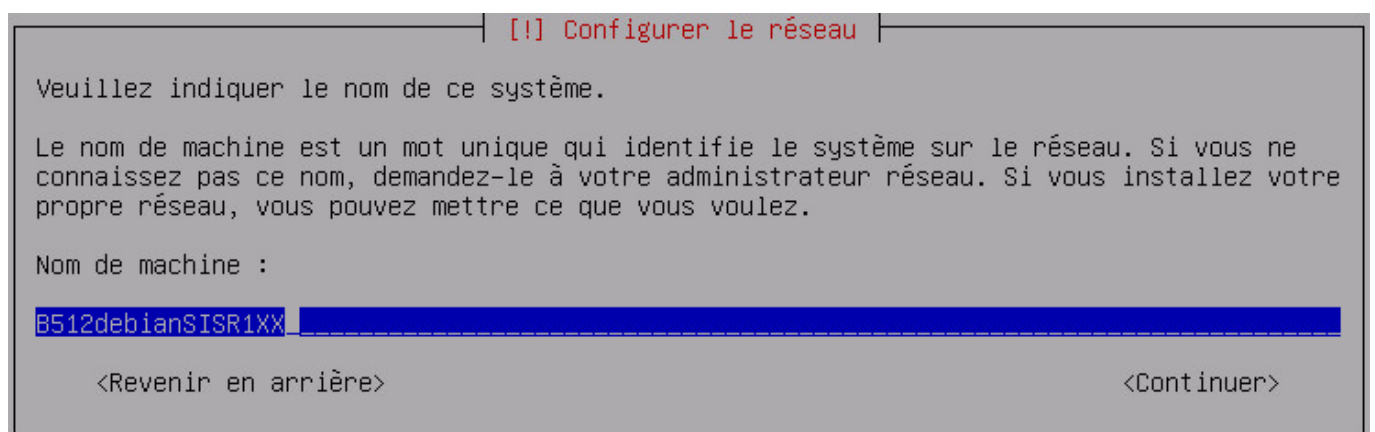 [!] Configurer le réseau
Veuillez indiquer le nom de ce système.
Le nom de machine est un mot unique qui identifie le système sur le réseau. Si vous ne
connaissez pas ce nom, demandez-le à votre administrateur réseau. Si vous installez votre
propre réseau, vous pouvez mettre ce que vous voulez.
Nom de machine :
B512debianSISR1XX
<Revenir en arrière> <Continuer>